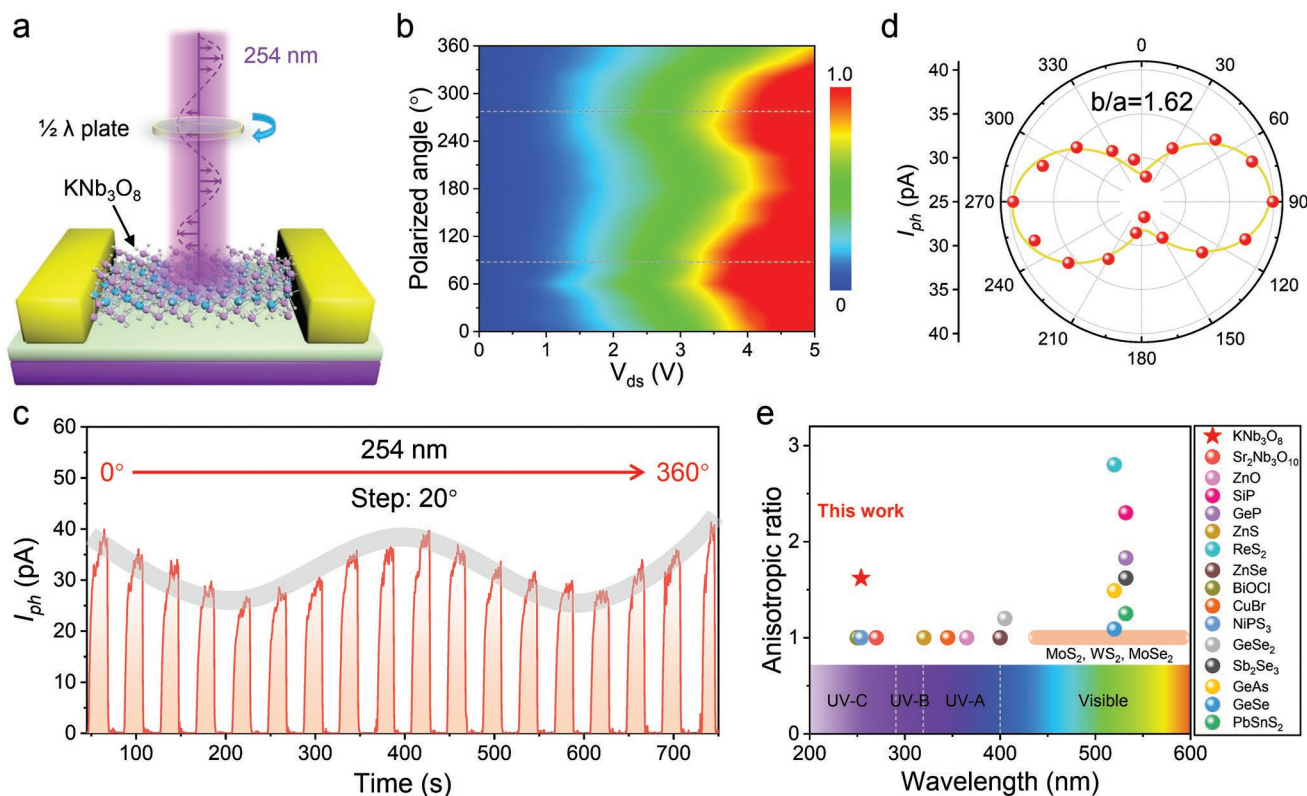 a
254 nm
½ λ plate
KNb₃O₈
b
Polarized angle (°)
360
300
240
180
120
60
0
0 1 2 3 4 5
V_ds (V)
1.0
0
d
b/a=1.62
I_ph (pA)
40
35
30
25
30
35
40
0
30
60
90
120
150
180
210
240
270
300
330
c
I_ph (pA)
60
50
40
30
20
10
0
254 nm
0° 360°
Step: 20°
100 200 300 400 500 600 700
Time (s)
e
Anisotropic ratio
3
2
1
0
This work
MoS₂, WS₂, MoSe₂
UV-C UV-B UV-A Visible
200 300 400 500 600
Wavelength (nm)
KNb₃O₈
Sr₂Nb₃O₁₀
ZnO
SiP
GeP
ZnS
ReS₂
ZnSe
BiOCl
CuBr
NiPS₃
GeSe₂
Sb₂Se₃
GeAs
GeSe
PbSnS₂